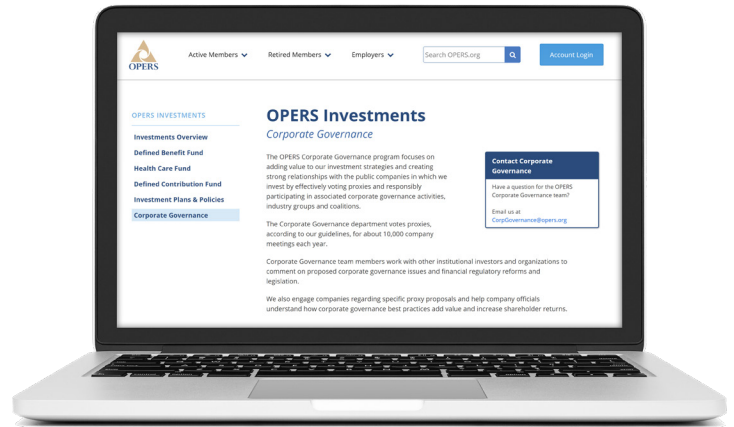 OPERS
Active Members
Retired Members
Employers
Search OPERS.org
Account Login
OPERS INVESTMENTS
Investments Overview
Defined Benefit Fund
Health Care Fund
Defined Contribution Fund
Investment Plans & Policies
Corporate Governance
OPERS Investments
Corporate Governance
The OPERS Corporate Governance program focuses on
adding value to our investment strategies and creating
strong relationships with the public companies in which we
invest by effectively voting proxies and responsibly
participating in associated corporate governance activities,
industry groups and coalitions.
The Corporate Governance department votes proxies,
according to our guidelines, for about 10,000 company
meetings each year.
Corporate Governance team members work with other institutional investors and organizations to
comment on proposed corporate governance issues and financial regulatory reforms and
legislation.
We also engage companies regarding specific proxy proposals and help company officials
understand how corporate governance best practices add value and increase shareholder returns.
Contact Corporate
Governance
Have a question for the OPERS
Corporate Governance team?
Email us at
CorpGovernance@opers.org